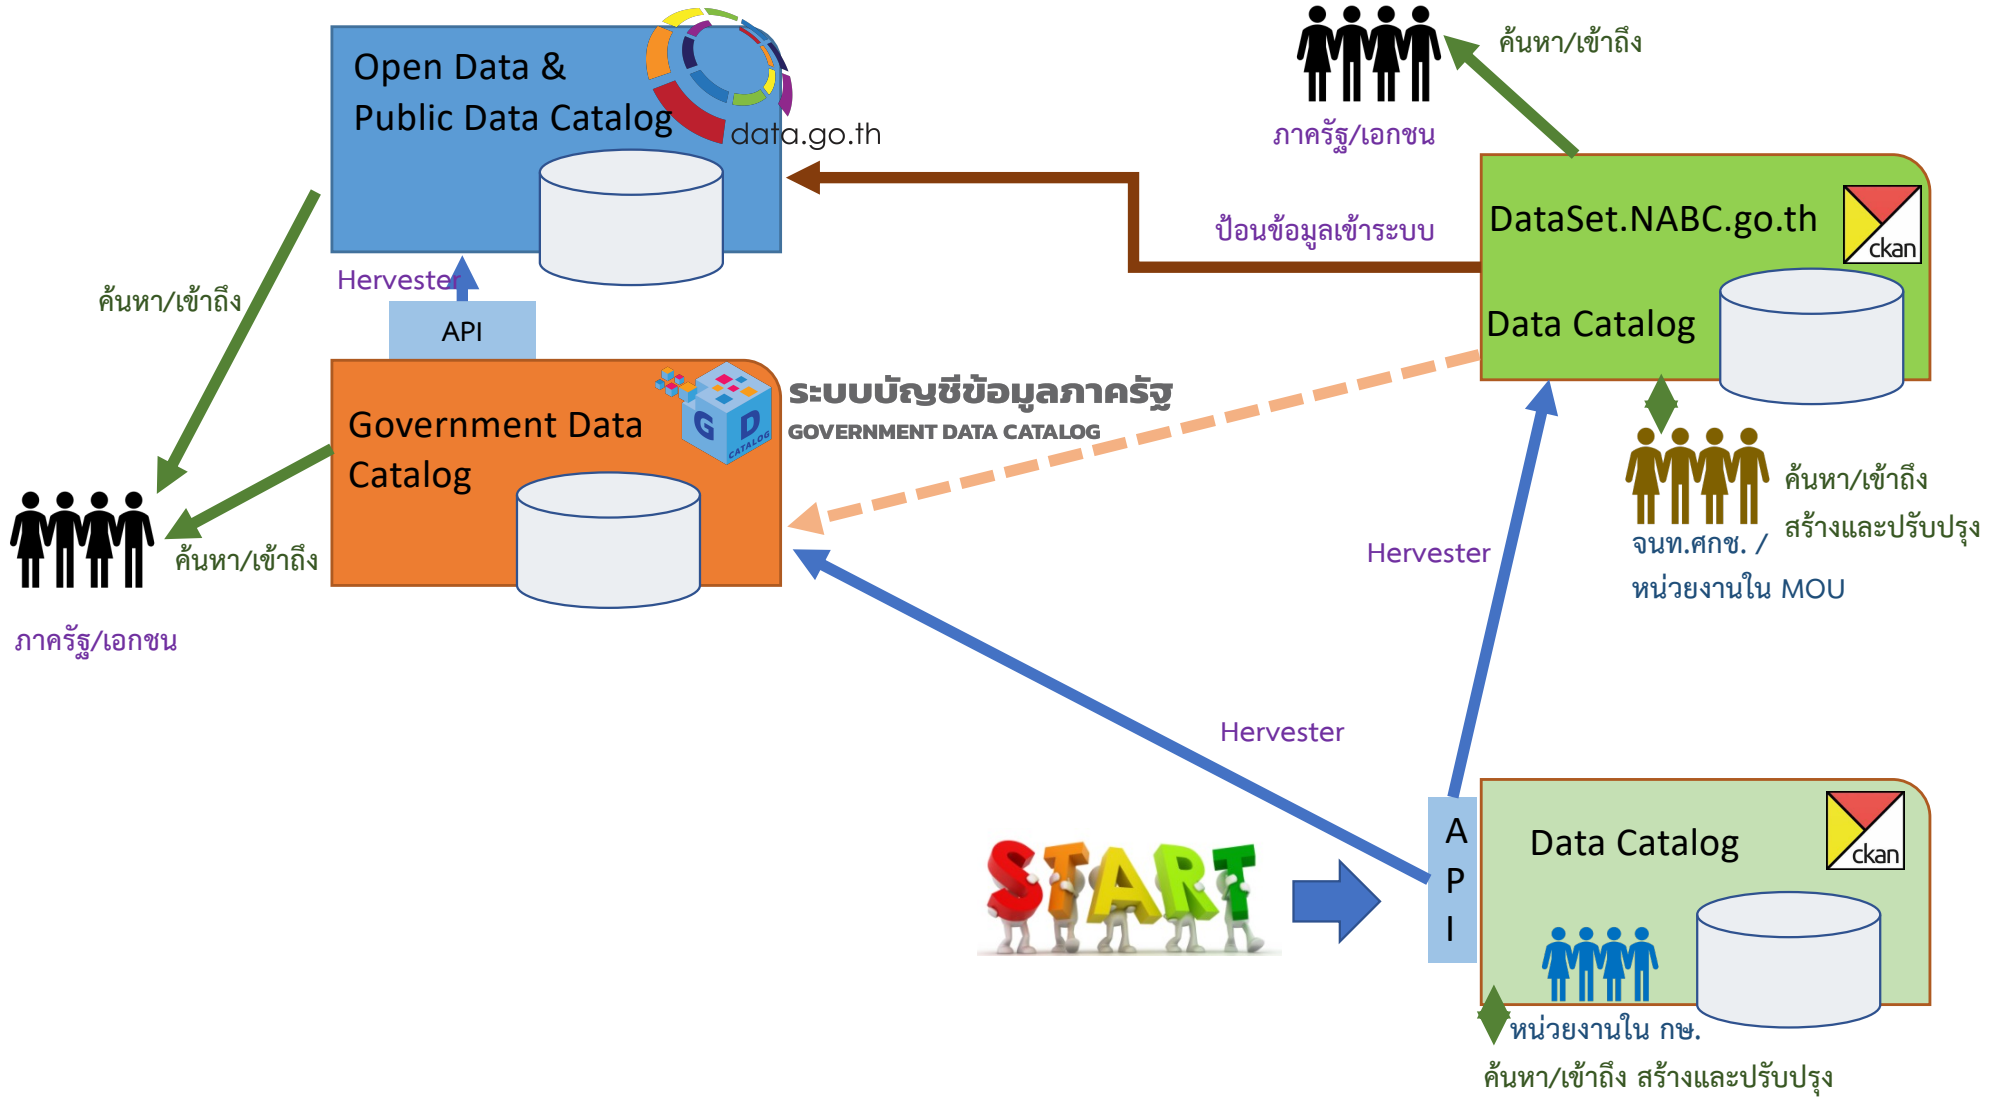 Open Data &
Public Data Catalog
data.go.th
ค้นหา/เข้าถึง
ภาครัฐ/เอกชน
DataSet.NABC.go.th
ckan
Data Catalog
ป้อนข้อมูลเข้าระบบ
Hervester
API
ค้นหา/เข้าถึง
Government Data
Catalog
G D
CATALOG
ระบบบัญชีข้อมูลภาครัฐ
GOVERNMENT DATA CATALOG
ค้นหา/เข้าถึง
ภาครัฐ/เอกชน
ค้นหา/เข้าถึง
สร้างและปรับปรุง
จนท.ศกช. /
หน่วยงานใน MOU
Hervester
Hervester
START
A
P
I
Data Catalog
ckan
หน่วยงานใน กษ.
ค้นหา/เข้าถึง สร้างและปรับปรุง